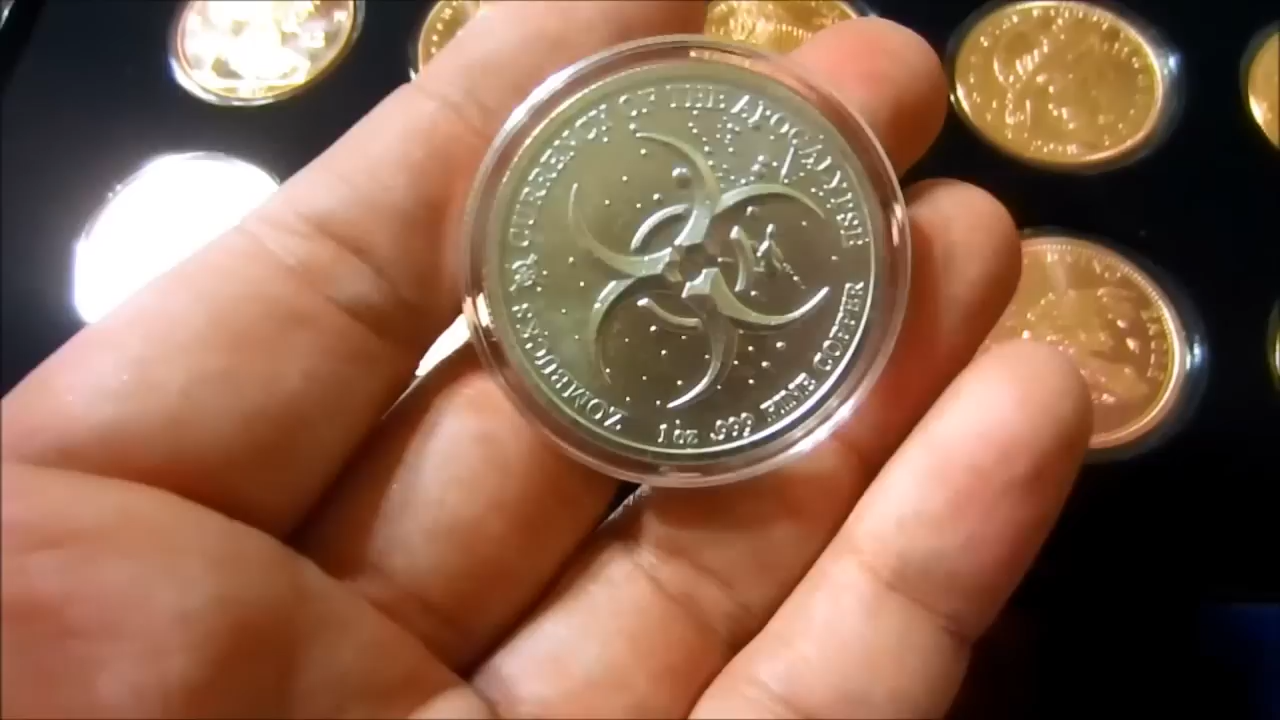 ZOMBUCKS ☣ CURRENCY OF THE APOCALYPSE
1 oz .999 FINE COPPER